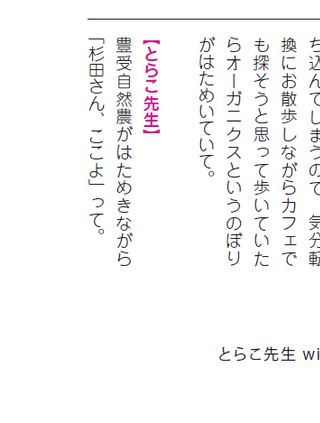 ち込んでしまうので、気分転
換にお散歩しながらカフェで
も探そうと思って歩いていた
らオーガニクスというのぼり
がはためいていて。
【とらこ先生】
豊受自然農がはためきながら
「杉田さん、ここよ」って。
とらこ先生 wi